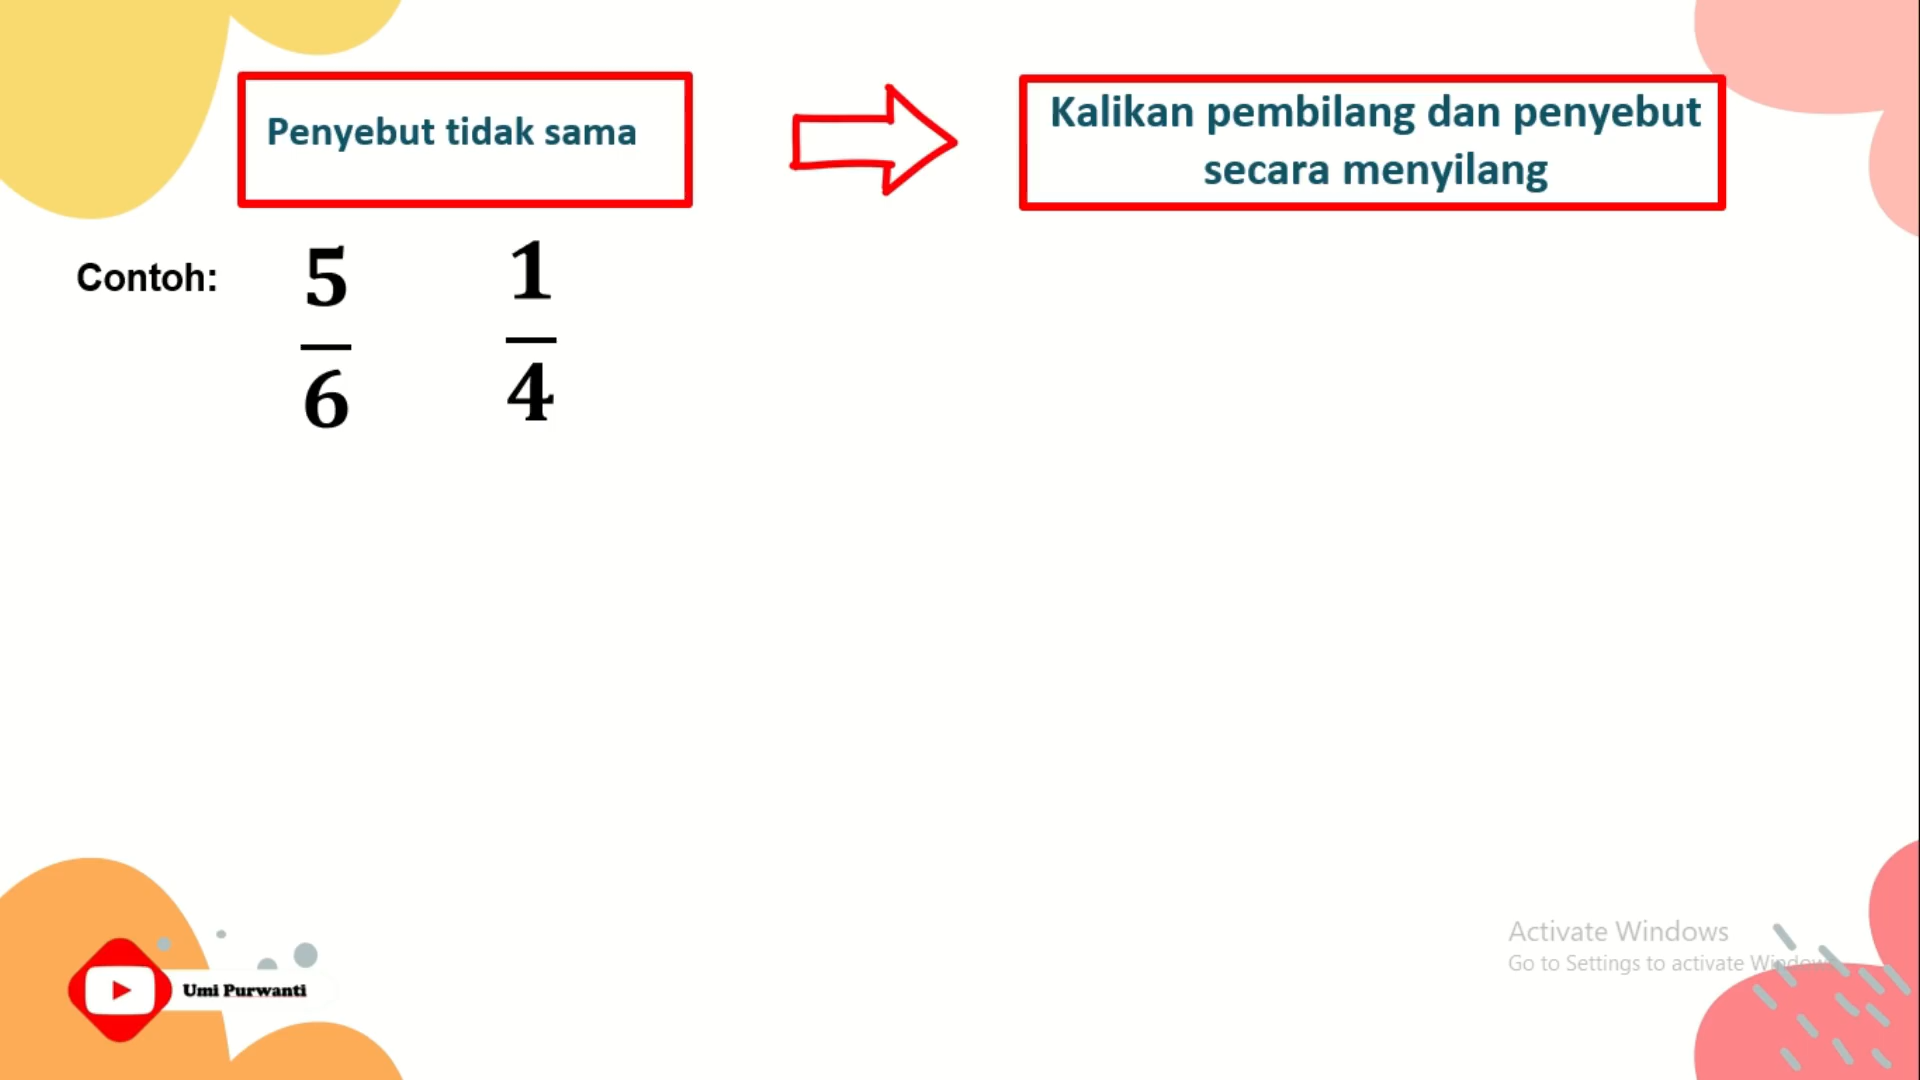 Penyebut tidak sama
Kalikan pembilang dan penyebut
secara menyilang
Contoh:
5 1
6 4
Activate Windows
Go to Settings to activate Windows
Umi Purwanti